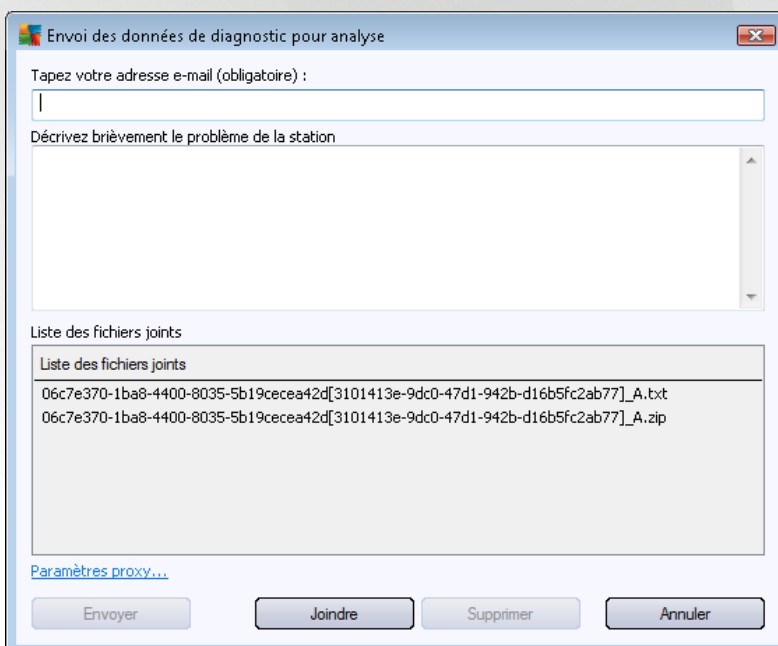 Envoi des données de diagnostic pour analyse
Tapez votre adresse e-mail (obligatoire) :
Décrivez brièvement le problème de la station
Liste des fichiers joints
Liste des fichiers joints
06c7e370-1ba8-4400-8035-5b19cecea42d[3101413e-9dc0-47d1-942b-d16b5fc2ab77]_A.txt
06c7e370-1ba8-4400-8035-5b19cecea42d[3101413e-9dc0-47d1-942b-d16b5fc2ab77]_A.zip
Paramètres proxy...
Envoyer Joindre Supprimer Annuler